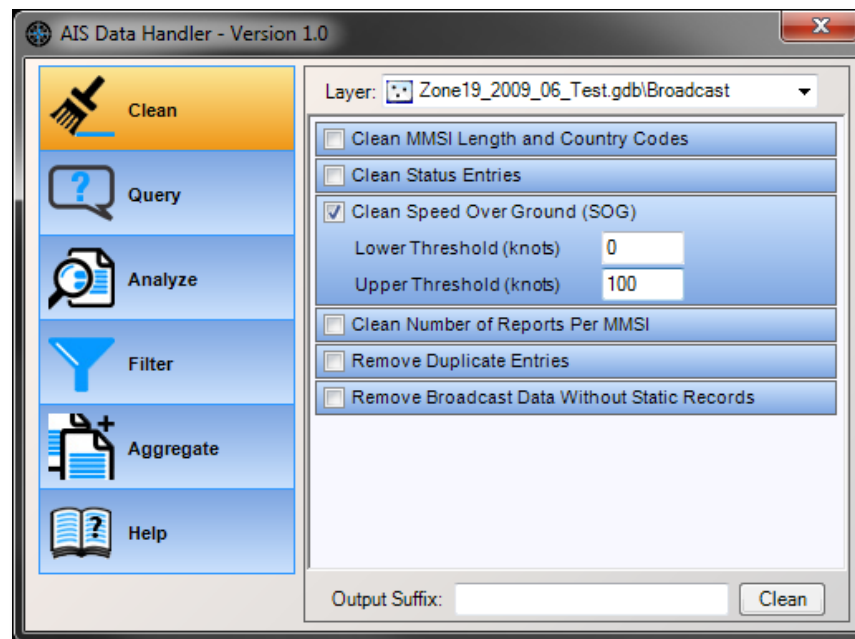 AIS Data Handler - Version 1.0
X
Clean
Query
Analyze
Filter
Aggregate
Help
Layer: Zone19_2009_06_Test.gdb\Broadcast
Clean MMSI Length and Country Codes
Clean Status Entries
Clean Speed Over Ground (SOG)
Lower Threshold (knots) 0
Upper Threshold (knots) 100
Clean Number of Reports Per MMSI
Remove Duplicate Entries
Remove Broadcast Data Without Static Records
Output Suffix: Clean